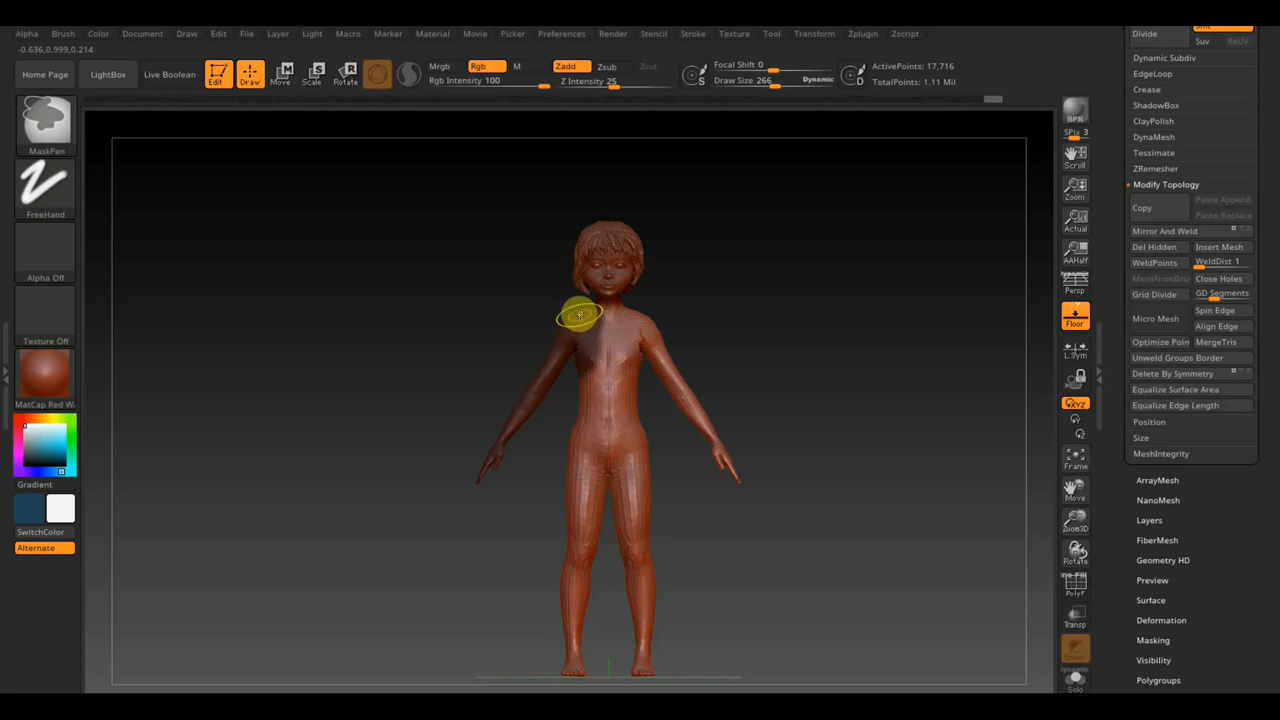 Alpha Brush Color Document Draw Edit File Layer Light Macro Marker Material Movie Picker Preferences Render Stencil Stroke Texture Tool Transform Zplugin Zscript
-0.636,0.999,0.214
Home Page LightBox Live Boolean Edit Draw Move Scale Rotate
Mrgb Rgb M Zadd Zsub Zcut
Rgb Intensity 100 Z Intensity 25
Focal Shift 0
Draw Size 266 Dynamic
S D
ActivePoints: 17,716
TotalPoints: 1.11 Mil
MaskPen
FreeHand
Alpha Off
Texture Off
MatCap Red W
Gradient
SwitchColor
Alternate
BPR
SPix 3
Scroll
Zoom
Actual
AAHalf
Dynamic
Persp
Floor
L.Sym
XYZ
Y
Z
Frame
Move
Zoom3D
Rotate
PolyF
Transp
Dynamic
Solo
Divide Suv ReUV
Dynamic Subdiv
EdgeLoop
Crease
ShadowBox
ClayPolish
DynaMesh
Tessimate
ZRemesher
Modify Topology
Copy Paste Append
Paste Replace
Mirror And Weld
Del Hidden Insert Mesh
WeldPoints WeldDist 1
MeshFromBru Close Holes
Grid Divide GD Segments
Micro Mesh Spin Edge
Align Edge
Optimize Poin MergeTris
Unweld Groups Border
Delete By Symmetry
Equalize Surface Area
Equalize Edge Length
Position
Size
MeshIntegrity
ArrayMesh
NanoMesh
Layers
FiberMesh
Geometry HD
Preview
Surface
Deformation
Masking
Visibility
Polygroups